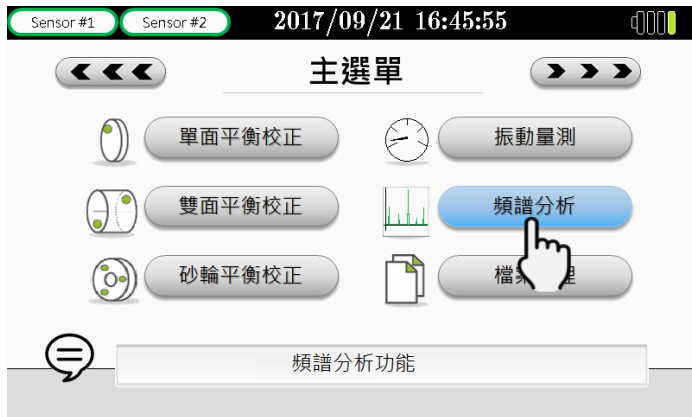 Sensor #1 Sensor #2 2017/09/21 16:45:55
主選單
單面平衡校正 振動量測
雙面平衡校正 頻譜分析
砂輪平衡校正
頻譜分析功能